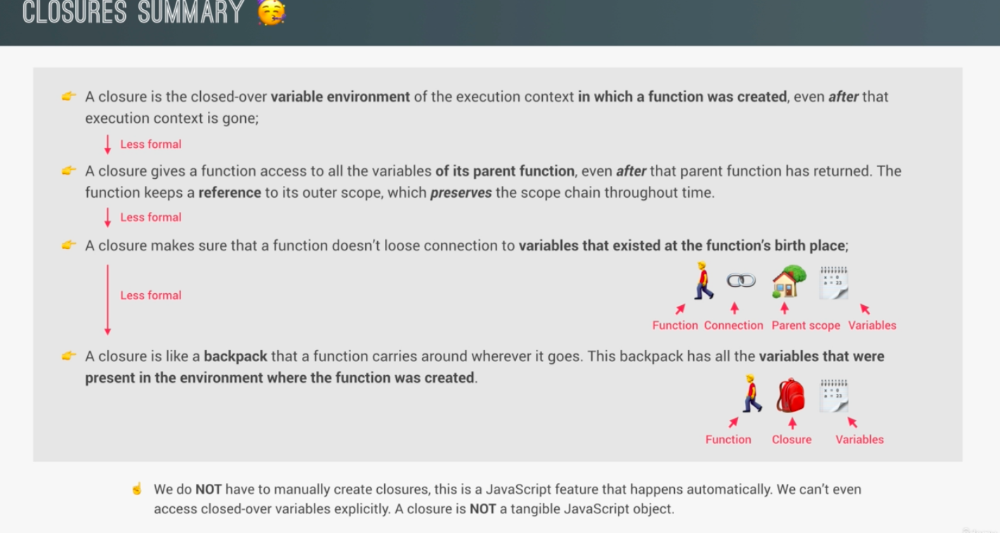 CLOSURES SUMMARY 🥳
👉 A closure is the closed-over variable environment of the execution context in which a function was created, even after that
execution context is gone;
Less formal
👉 A closure gives a function access to all the variables of its parent function, even after that parent function has returned. The
function keeps a reference to its outer scope, which preserves the scope chain throughout time.
Less formal
👉 A closure makes sure that a function doesn't loose connection to variables that existed at the function's birth place;
x = 0
a = 23
Less formal
Function Connection Parent scope Variables
👉 A closure is like a backpack that a function carries around wherever it goes. This backpack has all the variables that were
present in the environment where the function was created.
x = 0
a = 23
Function Closure Variables
☝️ We do NOT have to manually create closures, this is a JavaScript feature that happens automatically. We can't even
access closed-over variables explicitly. A closure is NOT a tangible JavaScript object.